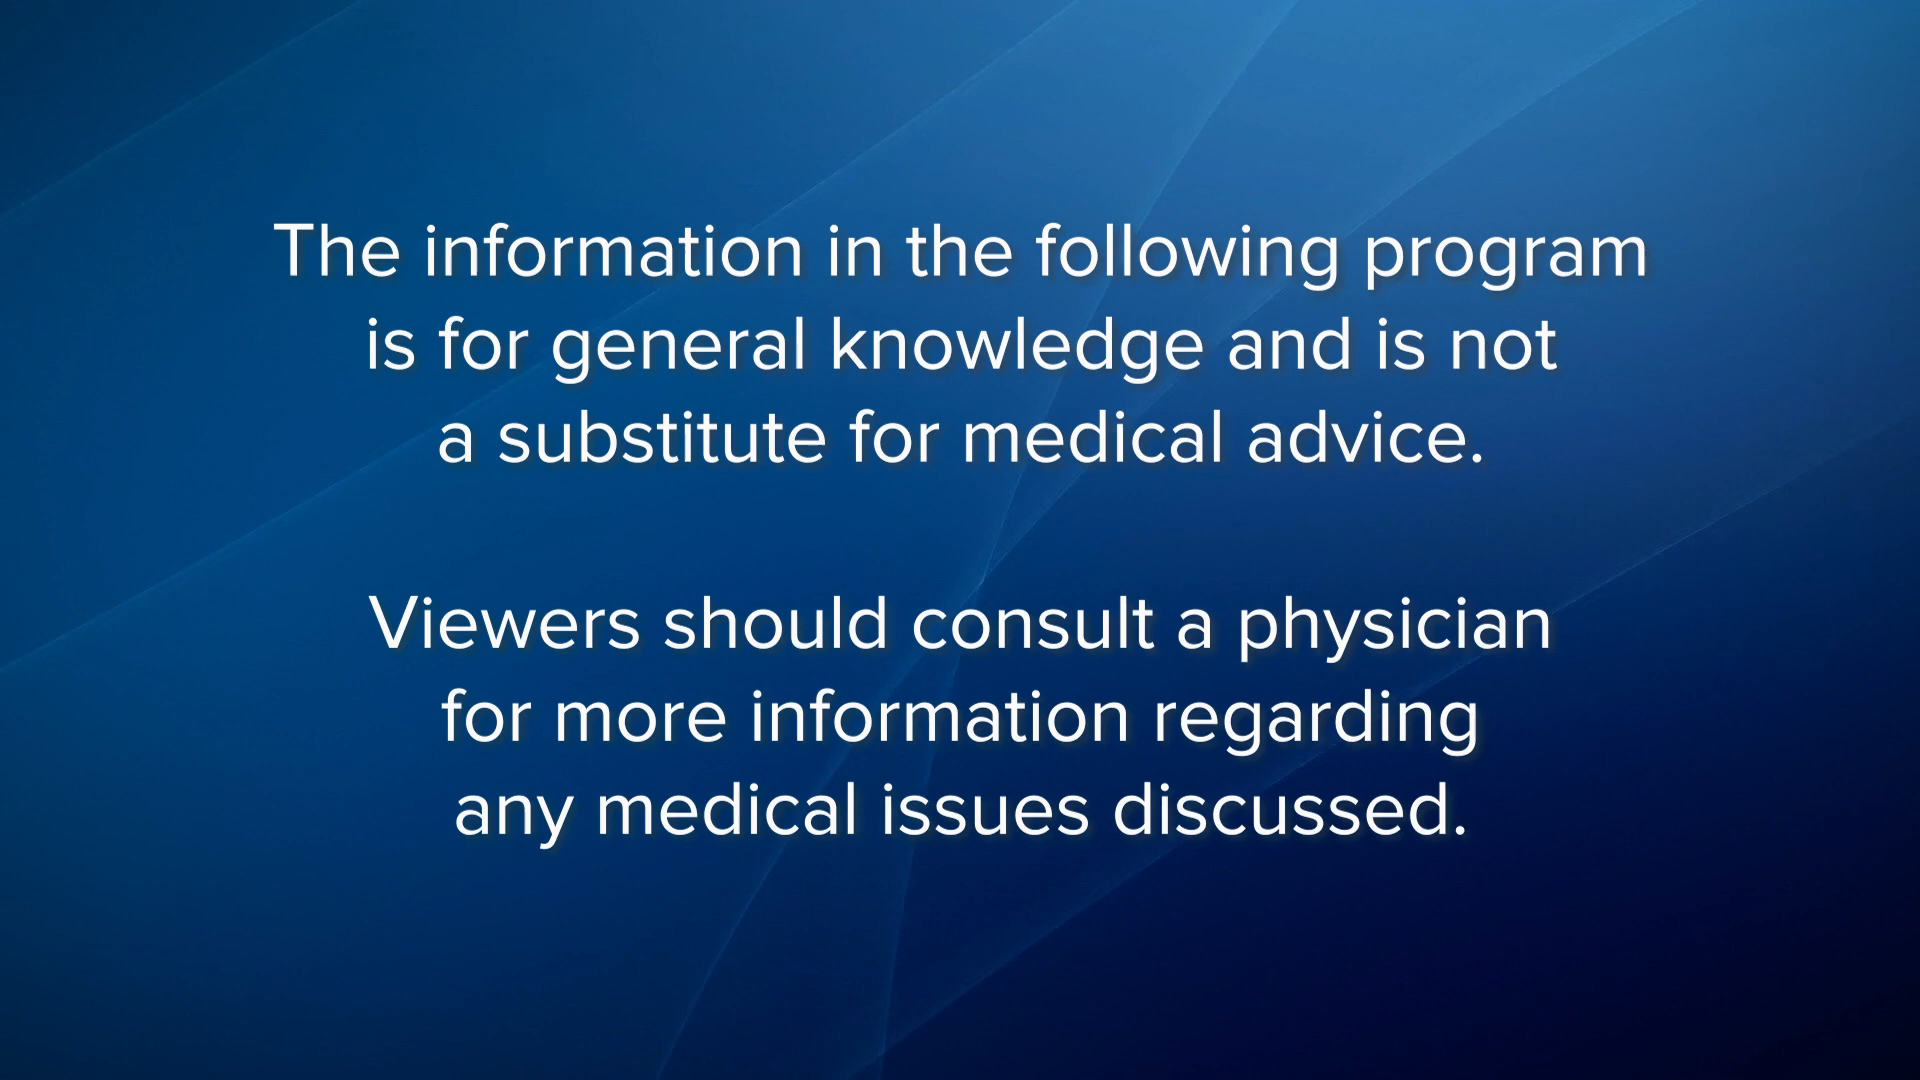 The information in the following program
is for general knowledge and is not
a substitute for medical advice.
Viewers should consult a physician
for more information regarding
any medical issues discussed.